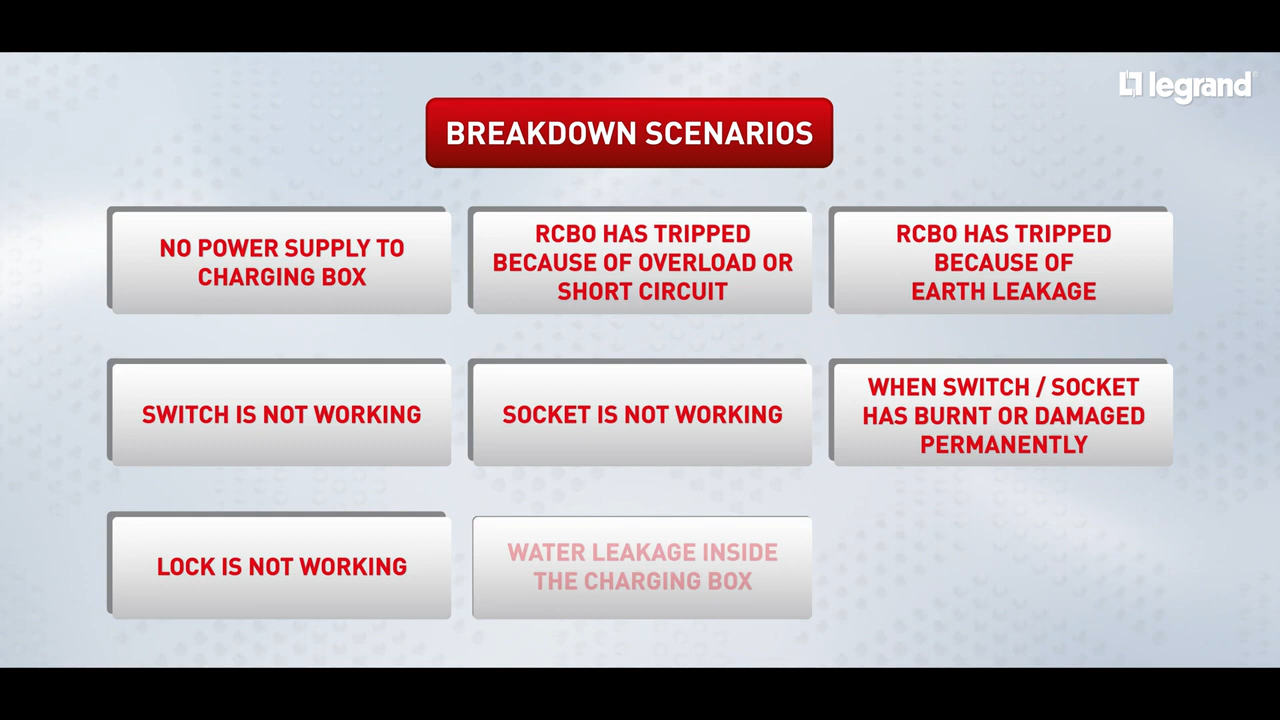 legrand
BREAKDOWN SCENARIOS
NO POWER SUPPLY TO
CHARGING BOX
RCBO HAS TRIPPED
BECAUSE OF OVERLOAD OR
SHORT CIRCUIT
RCBO HAS TRIPPED
BECAUSE OF
EARTH LEAKAGE
SWITCH IS NOT WORKING
SOCKET IS NOT WORKING
WHEN SWITCH / SOCKET
HAS BURNT OR DAMAGED
PERMANENTLY
LOCK IS NOT WORKING
WATER LEAKAGE INSIDE
THE CHARGING BOX